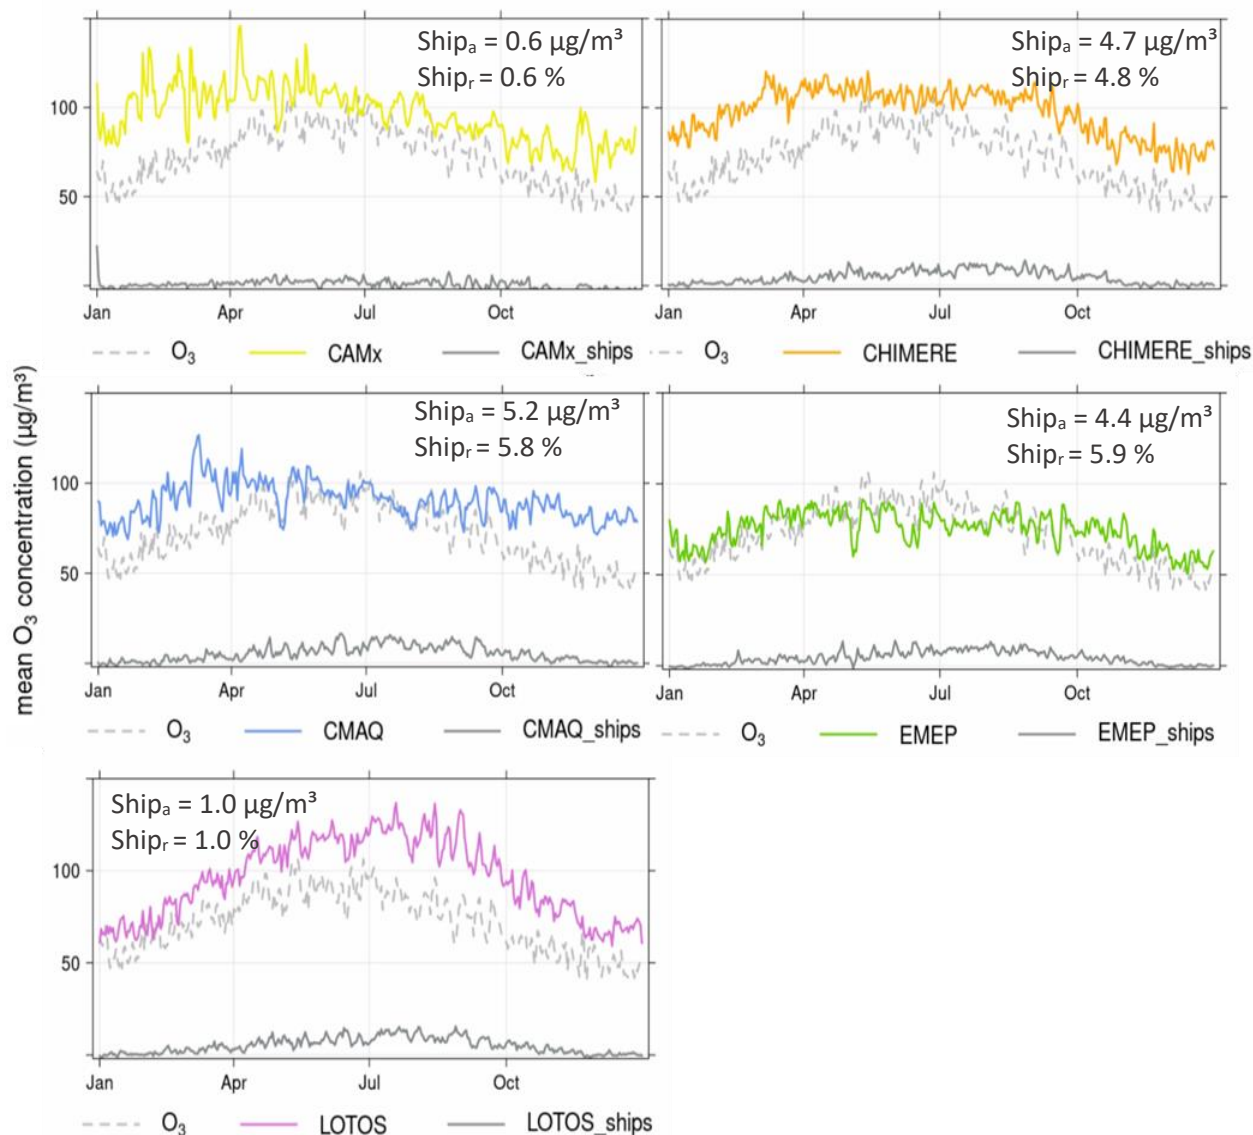 Shipₐ = 0.6 µg/m³
Shipᵣ = 0.6 %
100
50
Jan Apr Jul Oct
O₃ CAMx CAMx_ships
Shipₐ = 4.7 µg/m³
Shipᵣ = 4.8 %
Jan Apr Jul Oct
O₃ CHIMERE CHIMERE_ships
mean O₃ concentration (µg/m³)
Shipₐ = 5.2 µg/m³
Shipᵣ = 5.8 %
100
50
Jan Apr Jul Oct
O₃ CMAQ CMAQ_ships
Shipₐ = 4.4 µg/m³
Shipᵣ = 5.9 %
Jan Apr Jul Oct
O₃ EMEP EMEP_ships
Shipₐ = 1.0 µg/m³
Shipᵣ = 1.0 %
100
50
Jan Apr Jul Oct
O₃ LOTOS LOTOS_ships